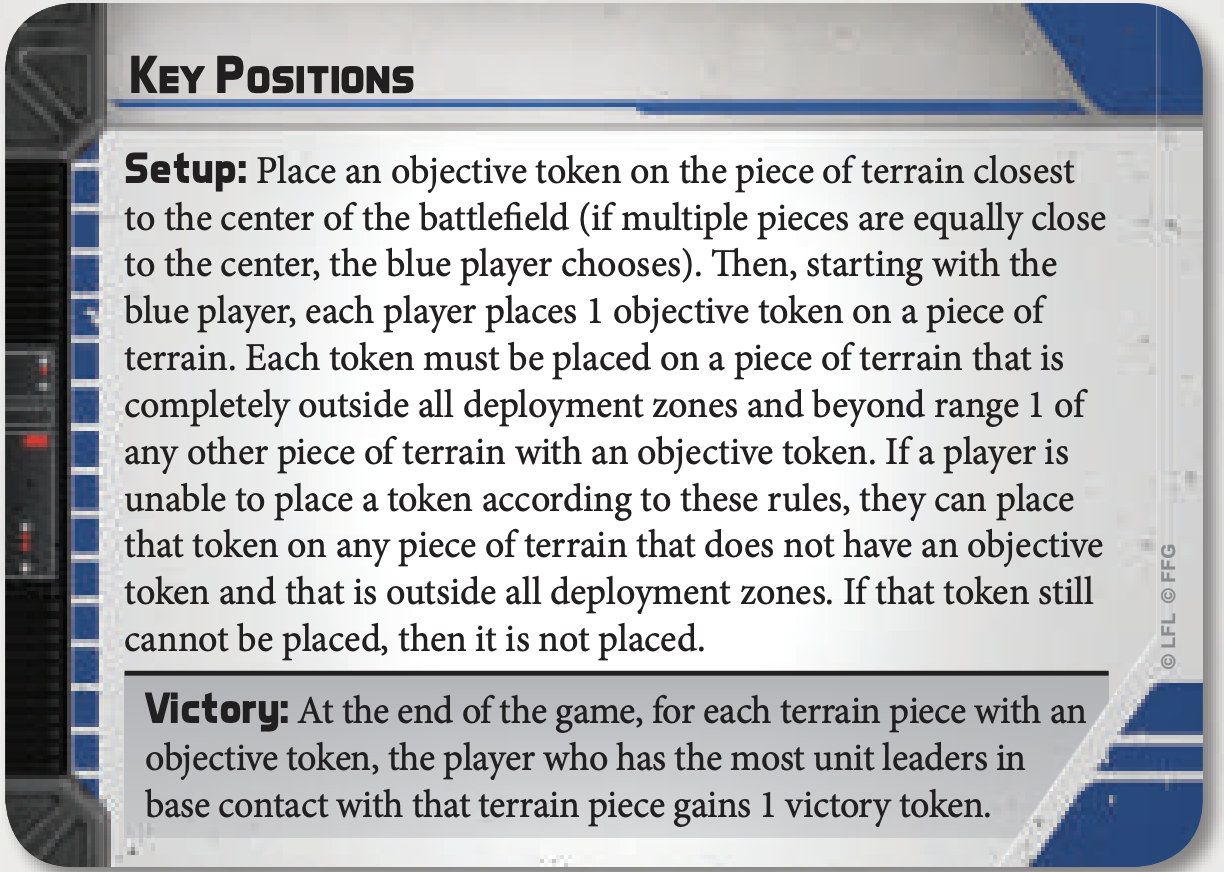 Key Positions
Setup: Place an objective token on the piece of terrain closest
to the center of the battlefield (if multiple pieces are equally close
to the center, the blue player chooses). Then, starting with the
blue player, each player places 1 objective token on a piece of
terrain. Each token must be placed on a piece of terrain that is
completely outside all deployment zones and beyond range 1 of
any other piece of terrain with an objective token. If a player is
unable to place a token according to these rules, they can place
that token on any piece of terrain that does not have an objective
token and that is outside all deployment zones. If that token still
cannot be placed, then it is not placed.
Victory: At the end of the game, for each terrain piece with an
objective token, the player who has the most unit leaders in
base contact with that terrain piece gains 1 victory token.
© LFL © FFG